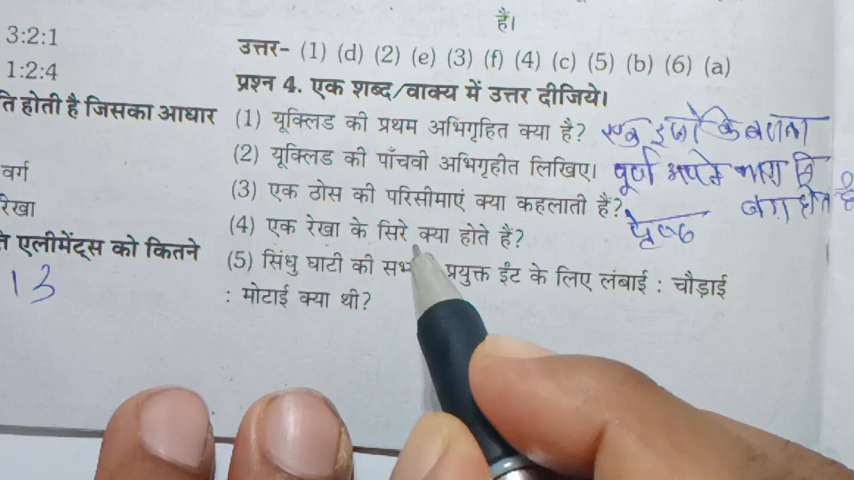 हैं।
3:2:1
उत्तर- (1) (d) (2) (e) (3) (f) (4) (c) (5) (b) (6) (a)
1:2:4
प्रश्न 4. एक शब्द/वाक्य में उत्तर दीजिये।
ति होती है जिसका आधार
(1) यूक्लिड की प्रथम अभिगृहित क्या है?
(2) यूक्लिड की पाँचवी अभिगृहीत लिखिए। पूर्ण अपने भाग से
वर्ग
(3) एक ठोस की परिसीमाएं क्या कहलाती हैं?
रेखा
(4) एक रेखा के सिरे क्या होते हैं?
एलीमेंट्स को कितने
(5) सिंधु घाटी की प्रयुक्त ईंट के लिए लंबाई : चौड़ाई
13
: मोटाई क्या थी?